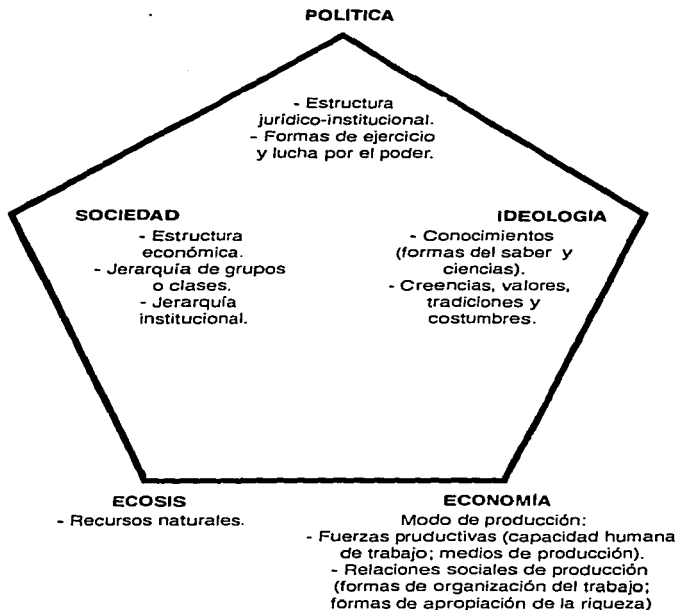 POLÍTICA
- Estructura
jurídico-institucional.
- Formas de ejercicio
y lucha por el poder.
SOCIEDAD
- Estructura
económica.
- Jerarquía de grupos
o clases.
- Jerarquía
institucional.
IDEOLOGÍA
- Conocimientos
(formas del saber y
ciencias).
- Creencias, valores,
tradiciones y
costumbres.
ECOSIS
- Recursos naturales.
ECONOMÍA
Modo de producción:
- Fuerzas pruductivas (capacidad humana
de trabajo; medios de producción).
- Relaciones sociales de producción
(formas de organización del trabajo;
formas de apropiación de la riqueza)